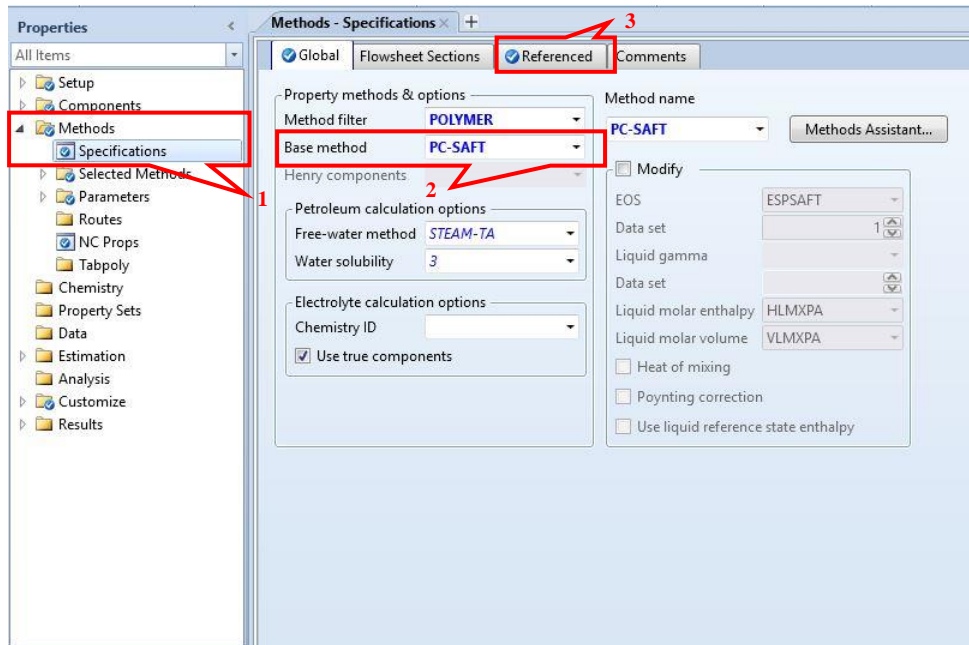 Properties
All Items
Setup
Components
Methods
Specifications
Selected Methods
Parameters
Routes
NC Props
Tabpoly
Chemistry
Property Sets
Data
Estimation
Analysis
Customize
Results
1
Methods - Specifications
3
Global Flowsheet Sections Referenced Comments
Property methods & options
Method filter POLYMER
Base method PC-SAFT
2
Henry components
Petroleum calculation options
Free-water method STEAM-TA
Water solubility 3
Electrolyte calculation options
Chemistry ID
Use true components
Method name
PC-SAFT Methods Assistant...
Modify
EOS ESPSAFT
Data set 1
Liquid gamma
Data set
Liquid molar enthalpy HLMXPA
Liquid molar volume VLMXPA
Heat of mixing
Poynting correction
Use liquid reference state enthalpy